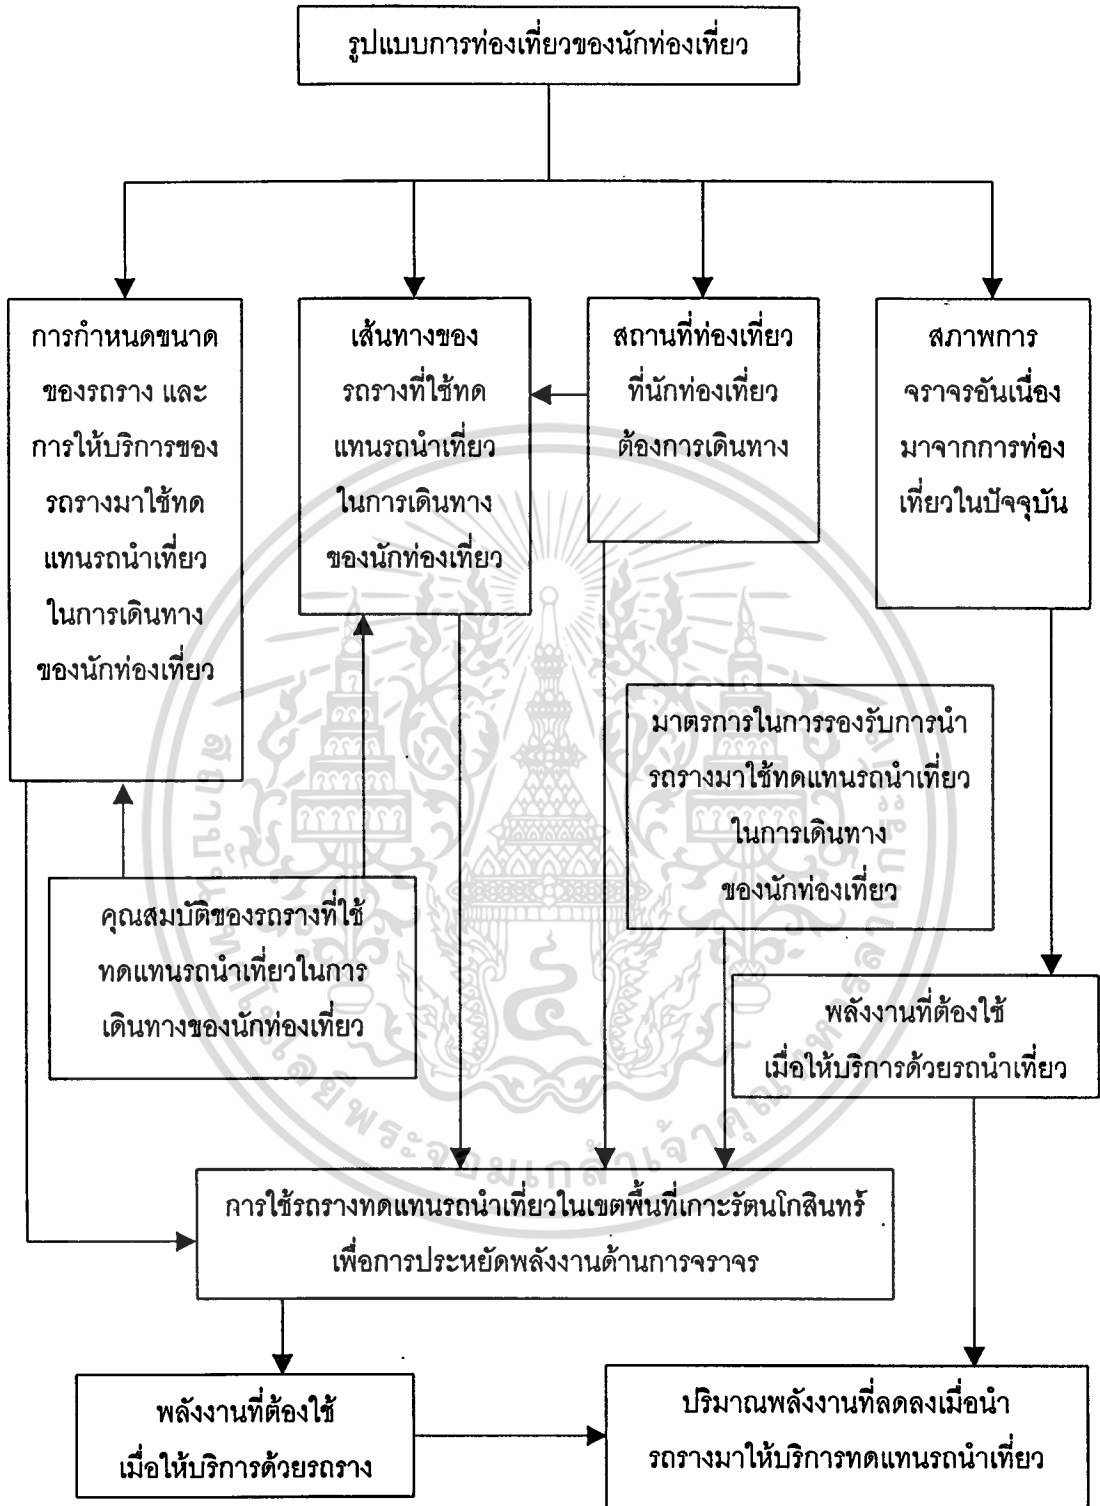 รูปแบบการท่องเที่ยวของนักท่องเที่ยว
การกำหนดขนาด
ของรถราง และ
การให้บริการของ
รถรางมาใช้ทด
แทนรถนำเที่ยว
ในการเดินทาง
ของนักท่องเที่ยว
เส้นทางของ
รถรางที่ใช้ทด
แทนรถนำเที่ยว
ในการเดินทาง
ของนักท่องเที่ยว
สถานที่ท่องเที่ยว
ที่นักท่องเที่ยว
ต้องการเดินทาง
สภาพการ
จราจรอันเนื่อง
มาจากการท่อง
เที่ยวในปัจจุบัน
มาตรการในการรองรับการนำ
รถรางมาใช้ทดแทนรถนำเที่ยว
ในการเดินทาง
ของนักท่องเที่ยว
คุณสมบัติของรถรางที่ใช้
ทดแทนรถนำเที่ยวในการ
เดินทางของนักท่องเที่ยว
พลังงานที่ต้องใช้
เมื่อให้บริการด้วยรถนำเที่ยว
การใช้รถรางทดแทนรถนำเที่ยวในเขตพื้นที่เกาะรัตนโกสินทร์
เพื่อการประหยัดพลังงานด้านการจราจร
พลังงานที่ต้องใช้
เมื่อให้บริการด้วยรถราง
ปริมาณพลังงานที่ลดลงเมื่อนำ
รถรางมาให้บริการทดแทนรถนำเที่ยว